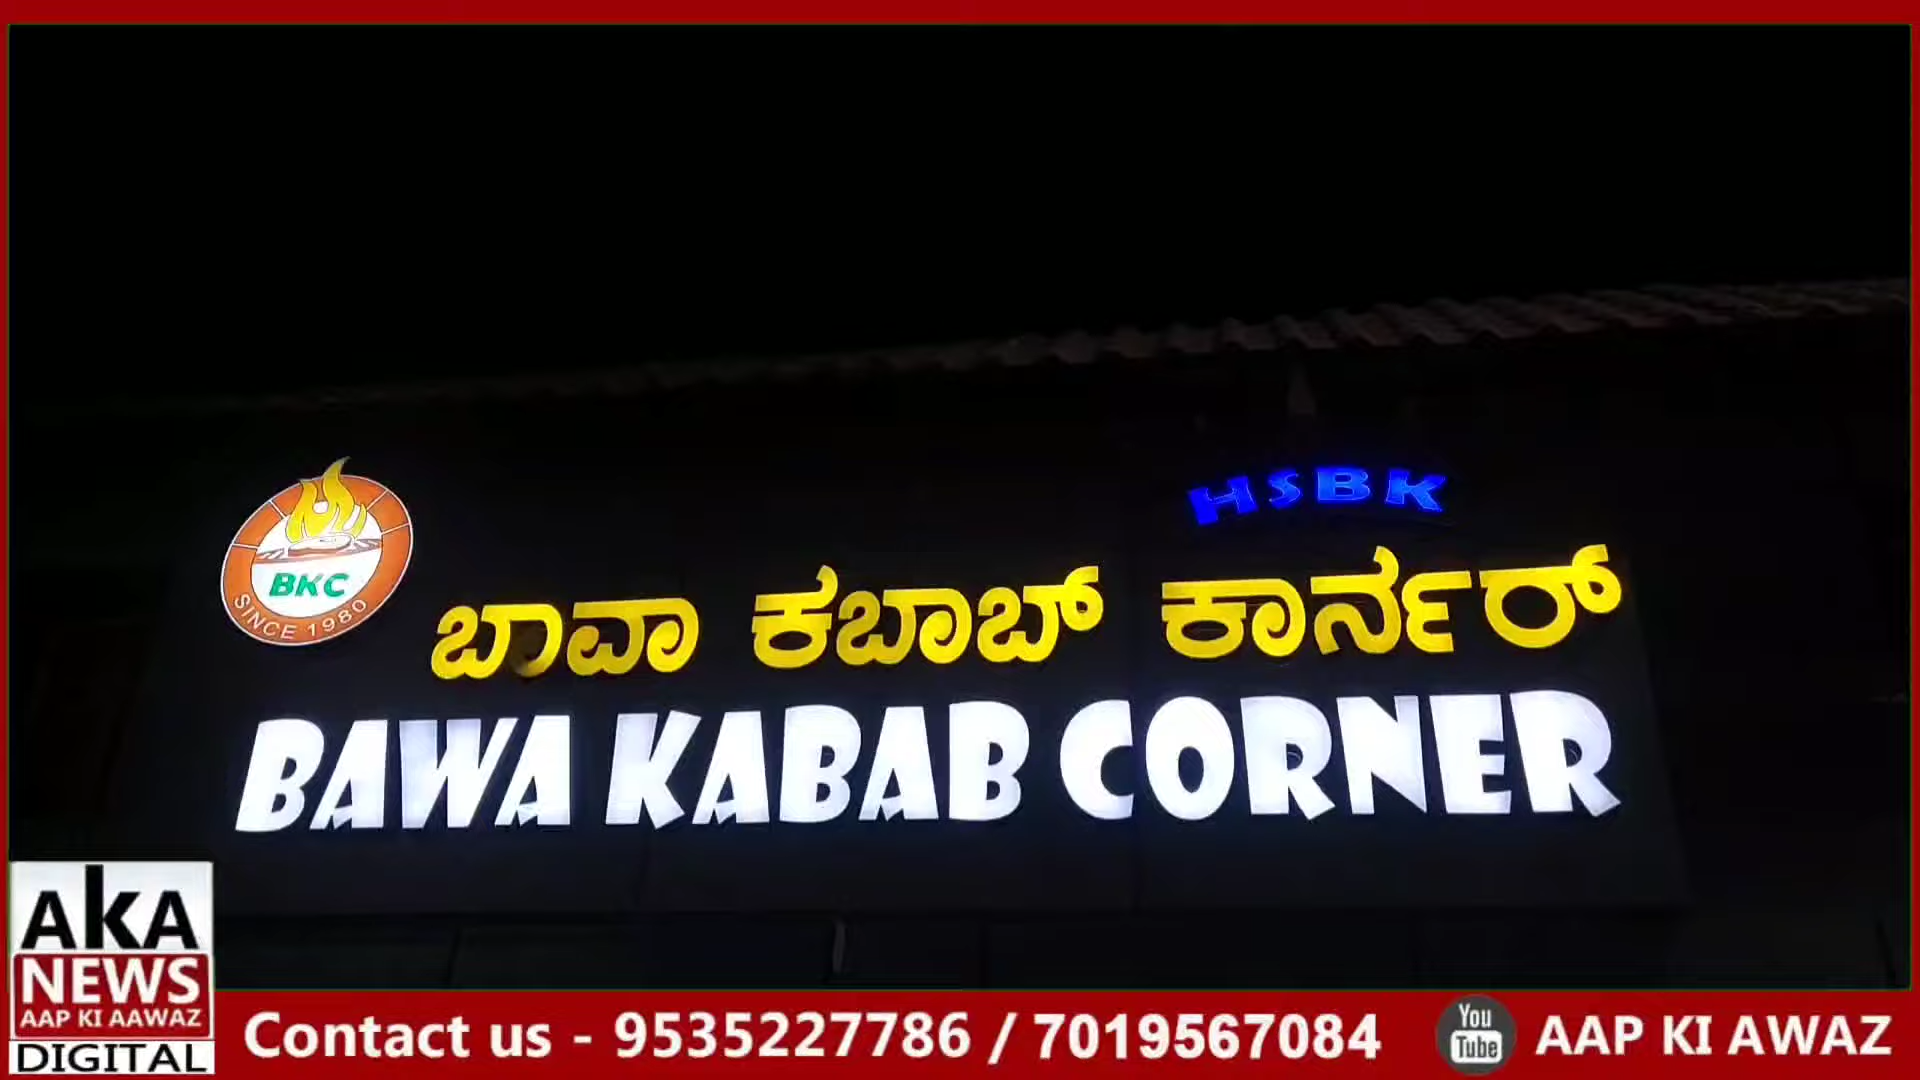 HSBK
BKC
SINCE 1980
ಬಾವಾ ಕಬಾಬ್ ಕಾರ್ನರ್
BAWA KABAB CORNER
AKA
NEWS
AAP KI AAWAZ
DIGITAL
Contact us - 9535227786 / 7019567084
You
Tube
AAP KI AWAZ